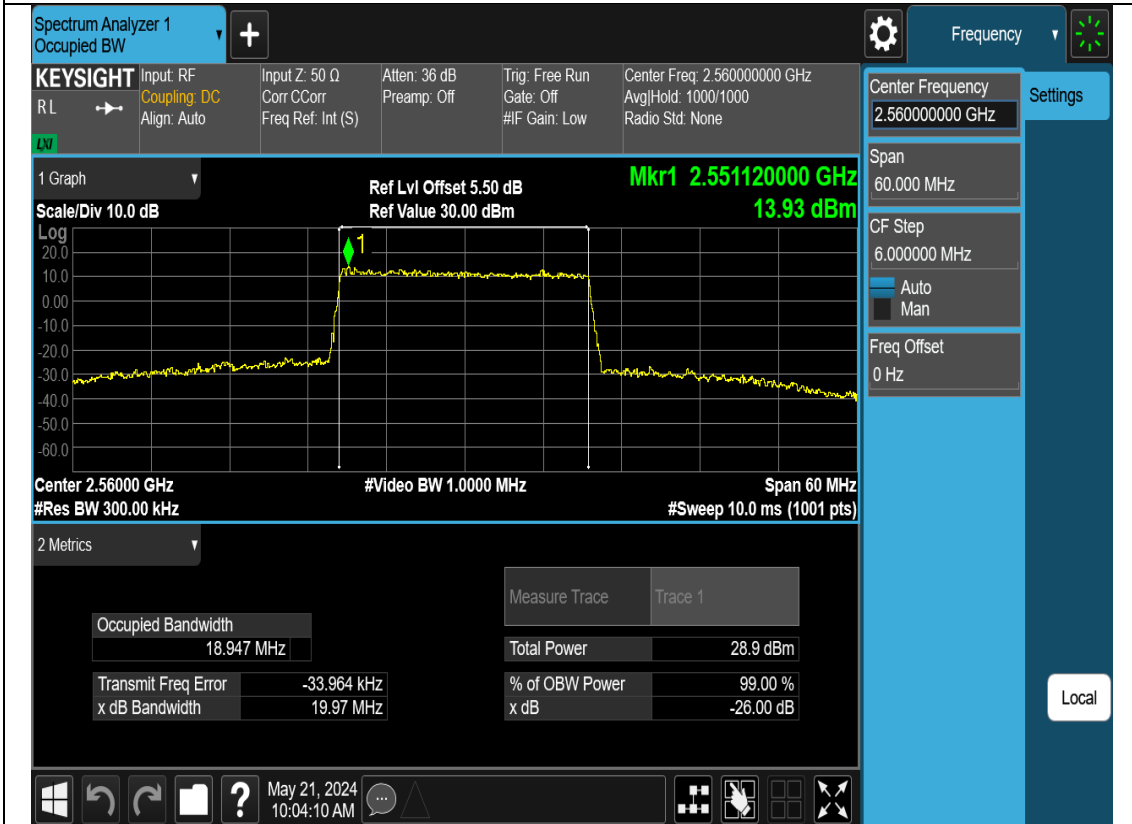 Spectrum Analyzer 1
Occupied BW
+
Frequency
KEYSIGHT
R L
LXI
Input: RF
Coupling: DC
Align: Auto
Input Z: 50 Ω
Corr CCorr
Freq Ref: Int (S)
Atten: 36 dB
Preamp: Off
Trig: Free Run
Gate: Off
#IF Gain: Low
Center Freq: 2.560000000 GHz
Avg|Hold: 1000/1000
Radio Std: None
Center Frequency
2.560000000 GHz
Settings
Span
60.000 MHz
CF Step
6.000000 MHz
Auto
Man
Freq Offset
0 Hz
Local
1 Graph
Scale/Div 10.0 dB
Ref Lvl Offset 5.50 dB
Ref Value 30.00 dBm
Mkr1 2.551120000 GHz
13.93 dBm
Log
1
20.0
10.0
0.00
-10.0
-20.0
-30.0
-40.0
-50.0
-60.0
Center 2.56000 GHz
#Video BW 1.0000 MHz
Span 60 MHz
#Res BW 300.00 kHz
#Sweep 10.0 ms (1001 pts)
2 Metrics
Measure Trace
Trace 1
Occupied Bandwidth
18.947 MHz
Total Power
28.9 dBm
Transmit Freq Error
-33.964 kHz
% of OBW Power
99.00 %
x dB Bandwidth
19.97 MHz
x dB
-26.00 dB
?
May 21, 2024
10:04:10 AM